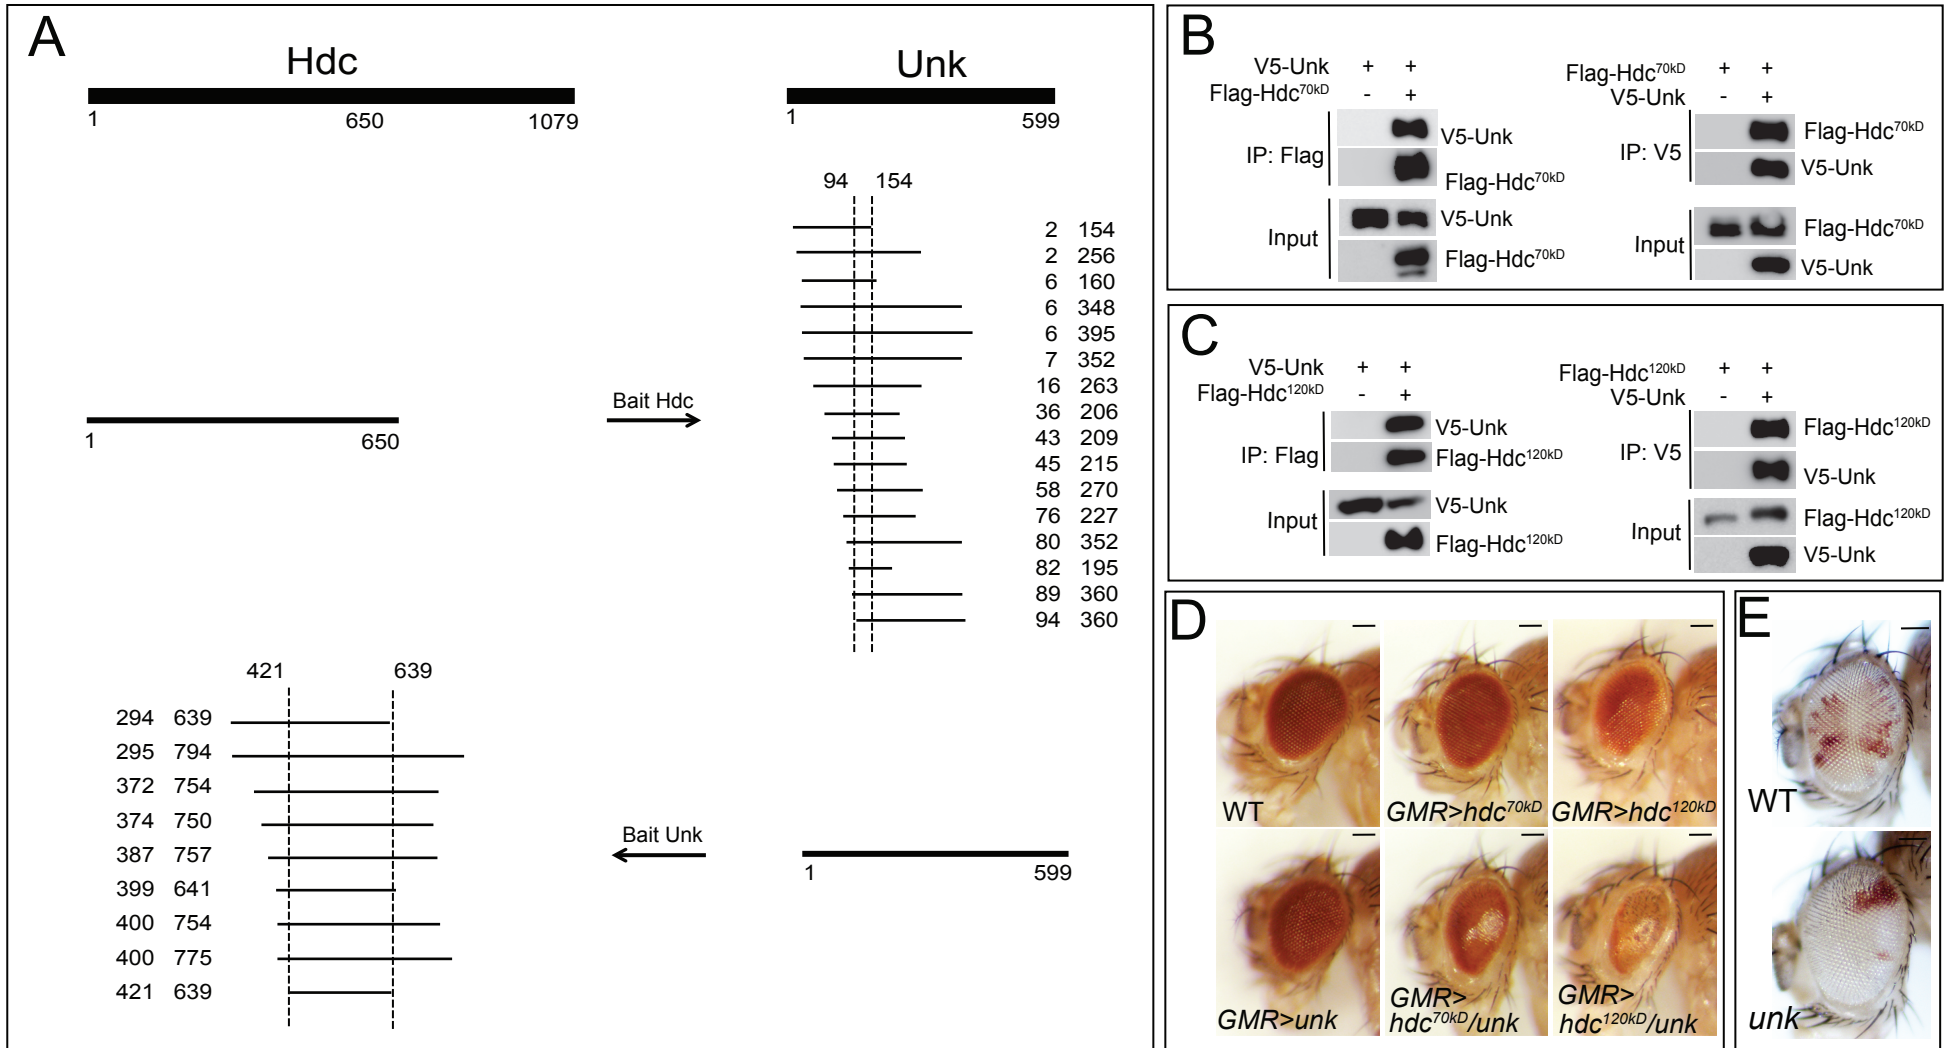 A
Hdc
1 650 1079
Unk
1 599
94 154
2 154
2 256
6 160
6 348
6 395
7 352
16 263
36 206
43 209
45 215
58 270
76 227
80 352
82 195
89 360
94 360
Bait Hdc
1 650
421 639
294 639
295 794
372 754
374 750
387 757
399 641
400 754
400 775
421 639
Bait Unk
1 599
B
V5-Unk + +
Flag-Hdc70kD - +
IP: Flag
V5-Unk
Flag-Hdc70kD
Input
V5-Unk
Flag-Hdc70kD
Flag-Hdc70kD + +
V5-Unk - +
IP: V5
Flag-Hdc70kD
V5-Unk
Input
Flag-Hdc70kD
V5-Unk
C
V5-Unk + +
Flag-Hdc120kD - +
IP: Flag
V5-Unk
Flag-Hdc120kD
Input
V5-Unk
Flag-Hdc120kD
Flag-Hdc120kD + +
V5-Unk - +
IP: V5
Flag-Hdc120kD
V5-Unk
Input
Flag-Hdc120kD
V5-Unk
D
WT
GMR>hdc70kD
GMR>hdc120kD
GMR>unk
GMR>
hdc70kD/unk
GMR>
hdc120kD/unk
E
WT
unk